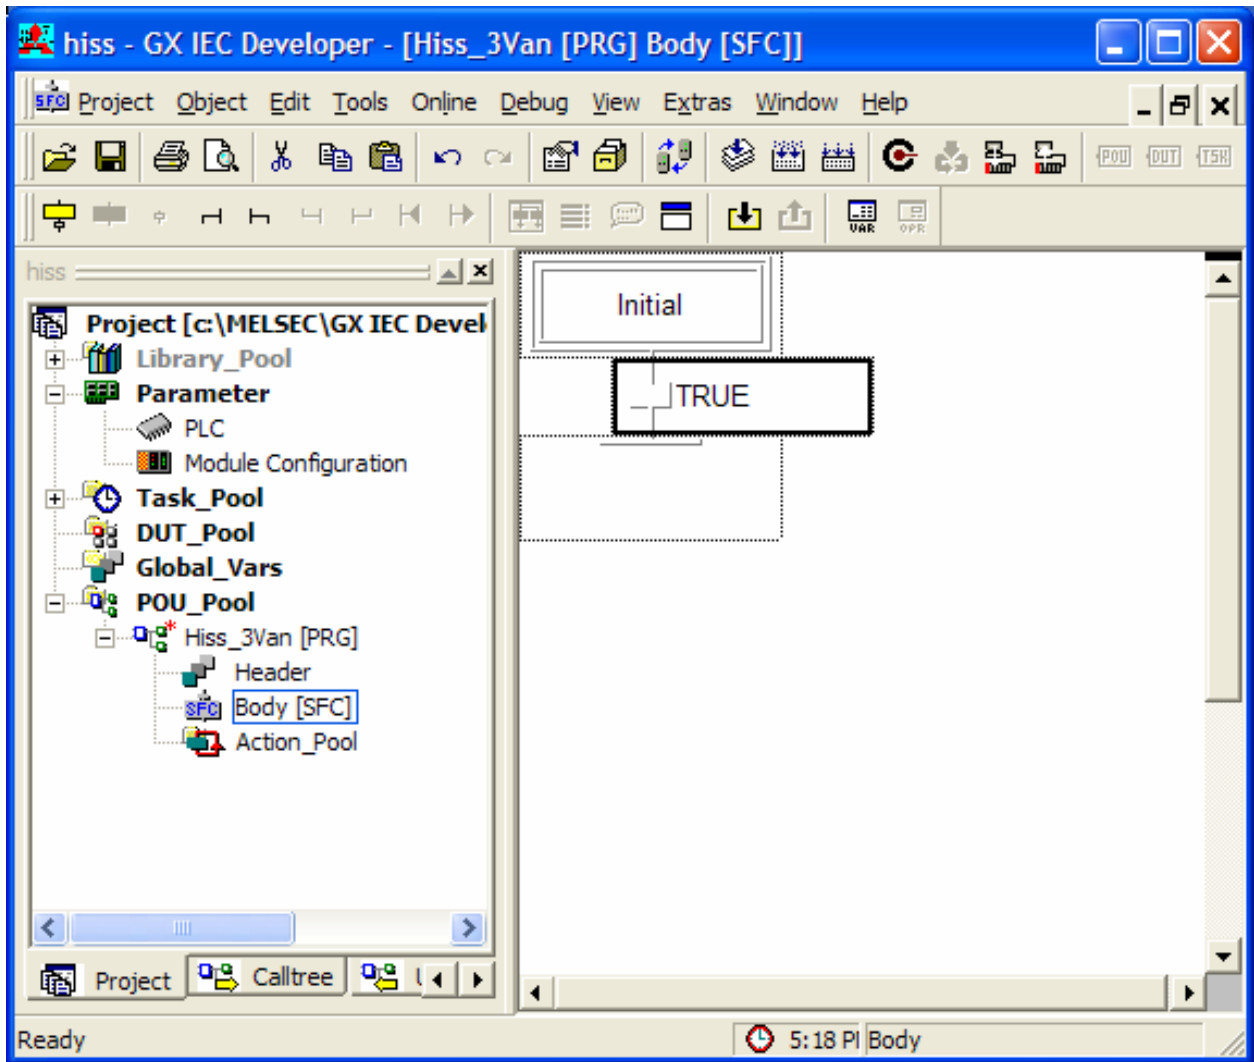 hiss - GX IEC Developer - [Hiss_3Van [PRG] Body [SFC]]
SFC Project Object Edit Tools Online Debug View Extras Window Help
POU DUT TSK
VAR OPR
hiss
Project [c:\MELSEC\GX IEC Devel
Library_Pool
Parameter
PLC
Module Configuration
Task_Pool
DUT_Pool
Global_Vars
POU_Pool
Hiss_3Van [PRG]
Header
SFC Body [SFC]
Action_Pool
Initial
TRUE
Project Calltree
Ready 5:18 P Body